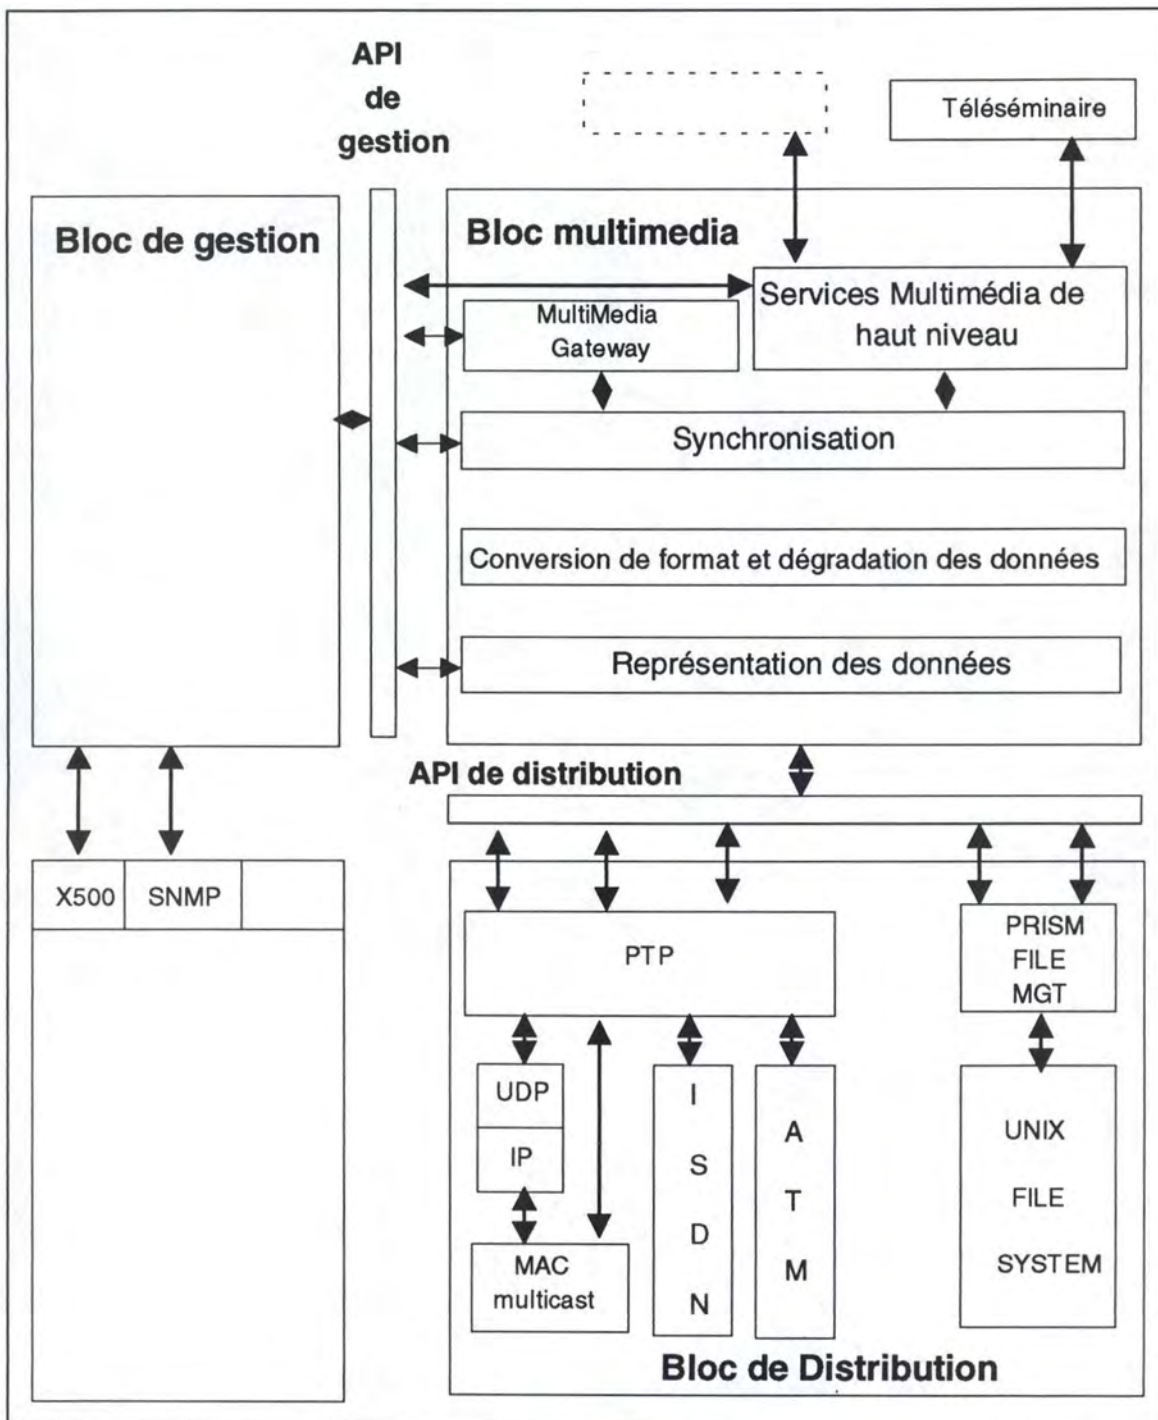 API
de
gestion
Téléséminaire
Bloc de gestion
Bloc multimedia
Services Multimédia de
haut niveau
MultiMedia
Gateway
Synchronisation
Conversion de format et dégradation des données
Représentation des données
API de distribution
X500
SNMP
PTP
PRISM
FILE
MGT
UDP
IP
MAC
multicast
I
S
D
N
A
T
M
UNIX
FILE
SYSTEM
Bloc de Distribution